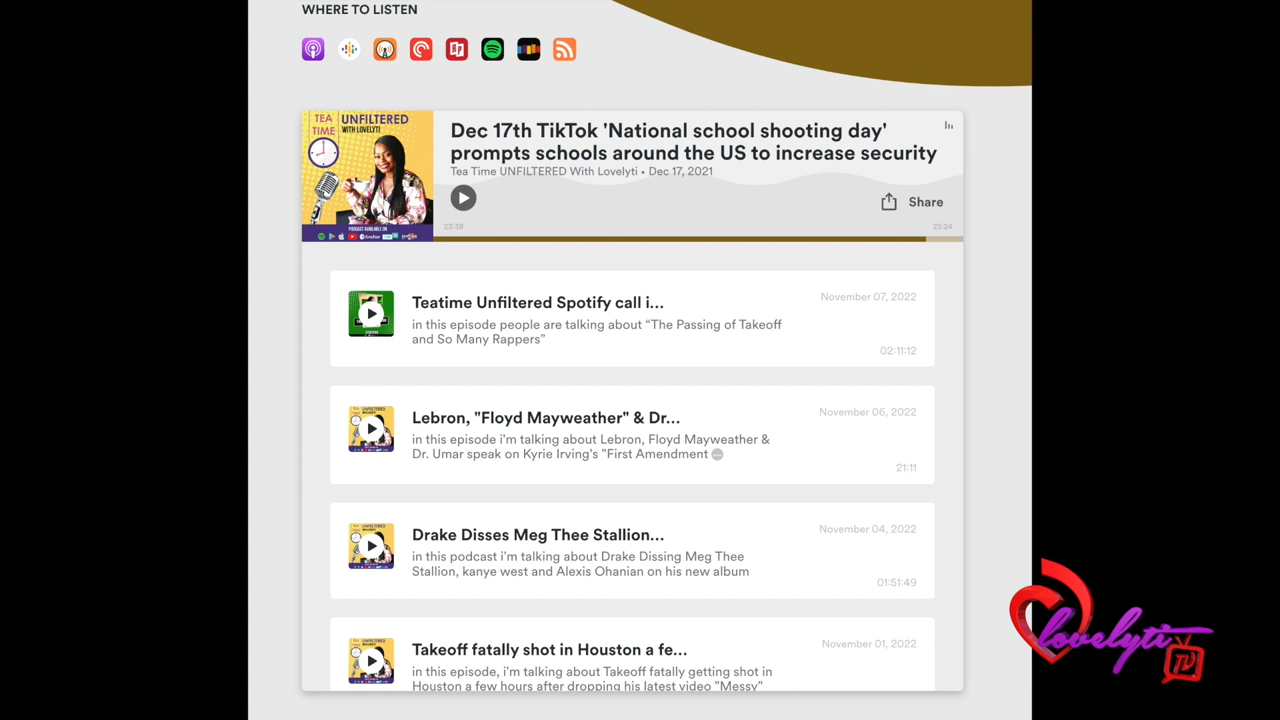 WHERE TO LISTEN
TEA
TIME
UNFILTERED
WITH LOVELYTI
PODCAST AVAILABLE ON
Anchor
Dec 17th TikTok 'National school shooting day'
prompts schools around the US to increase security
Tea Time UNFILTERED With Lovelyti • Dec 17, 2021
Share
23:38
25:24
Teatime Unfiltered Spotify call i...
November 07, 2022
in this episode people are talking about “The Passing of Takeoff
and So Many Rappers”
02:11:12
Lebron, "Floyd Mayweather" & Dr...
November 06, 2022
in this episode i'm talking about Lebron, Floyd Mayweather &
Dr. Umar speak on Kyrie Irving's "First Amendment
21:11
Drake Disses Meg Thee Stallion...
November 04, 2022
in this podcast i'm talking about Drake Dissing Meg Thee
Stallion, kanye west and Alexis Ohanian on his new album
01:51:49
Takeoff fatally shot in Houston a fe...
November 01, 2022
in this episode, i'm talking about Takeoff fatally getting shot in
Houston a few hours after dropping his latest video "Messy"
lovelyti
TV